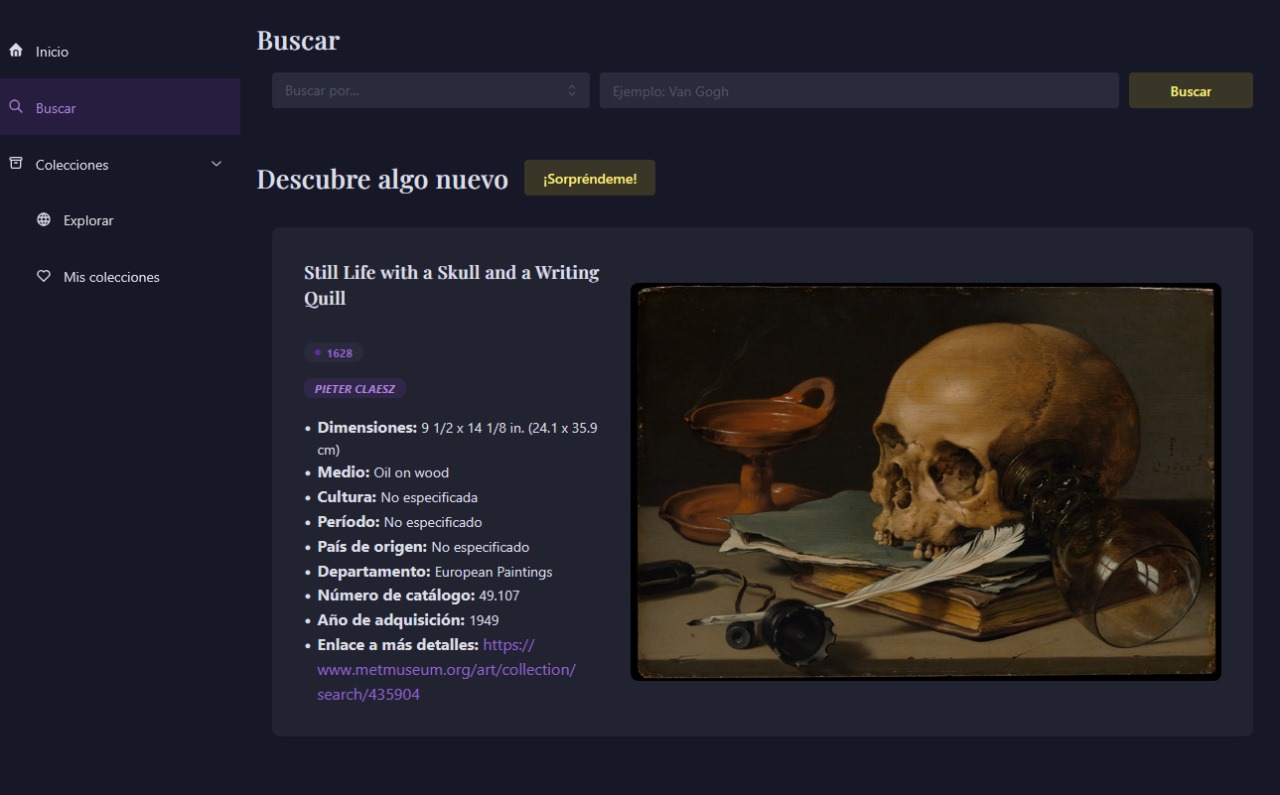 Inicio
Buscar
Colecciones
Explorar
Mis colecciones
Buscar
Buscar por...
Ejemplo: Van Gogh
Buscar
Descubre algo nuevo
¡Sorpréndeme!
Still Life with a Skull and a Writing
Quill
1628
PIETER CLAESZ
• Dimensiones: 9 1/2 x 14 1/8 in. (24.1 x 35.9
cm)
• Medio: Oil on wood
• Cultura: No especificada
• Período: No especificado
• País de origen: No especificado
• Departamento: European Paintings
• Número de catálogo: 49.107
• Año de adquisición: 1949
• Enlace a más detalles: https://
www.metmuseum.org/art/collection/
search/435904